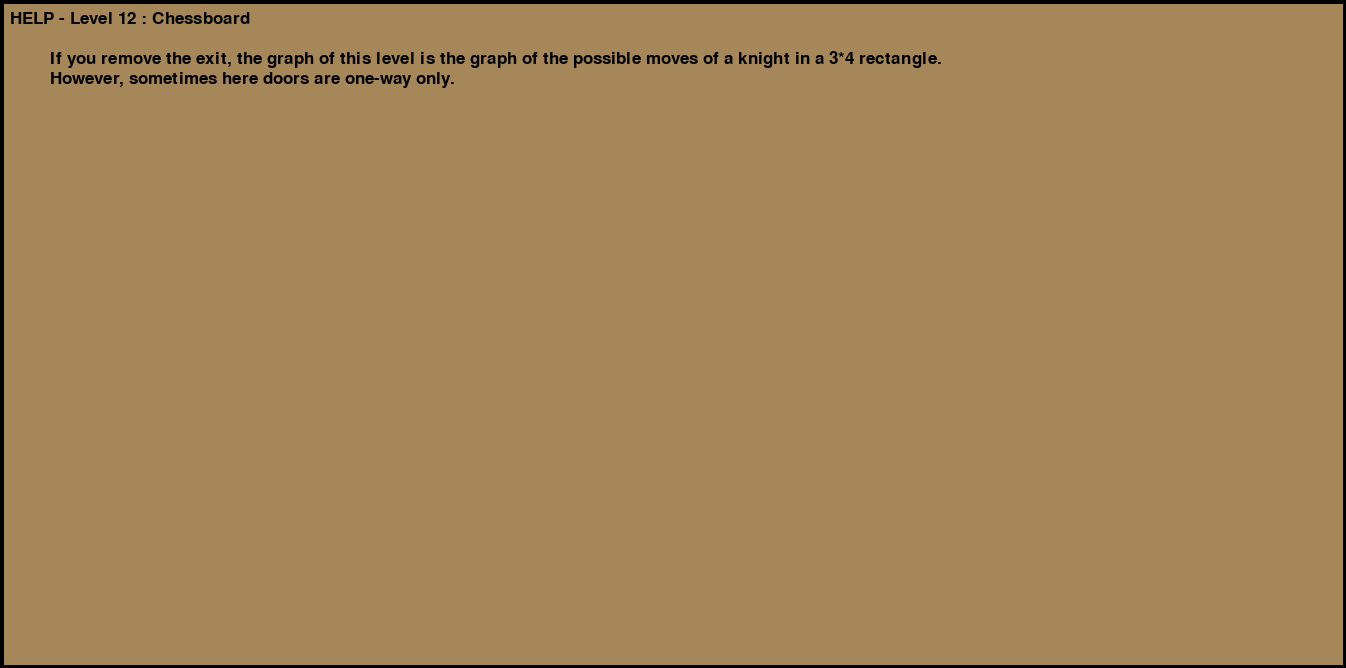 HELP - Level 12 : Chessboard
If you remove the exit, the graph of this level is the graph of the possible moves of a knight in a 3*4 rectangle.
However, sometimes here doors are one-way only.